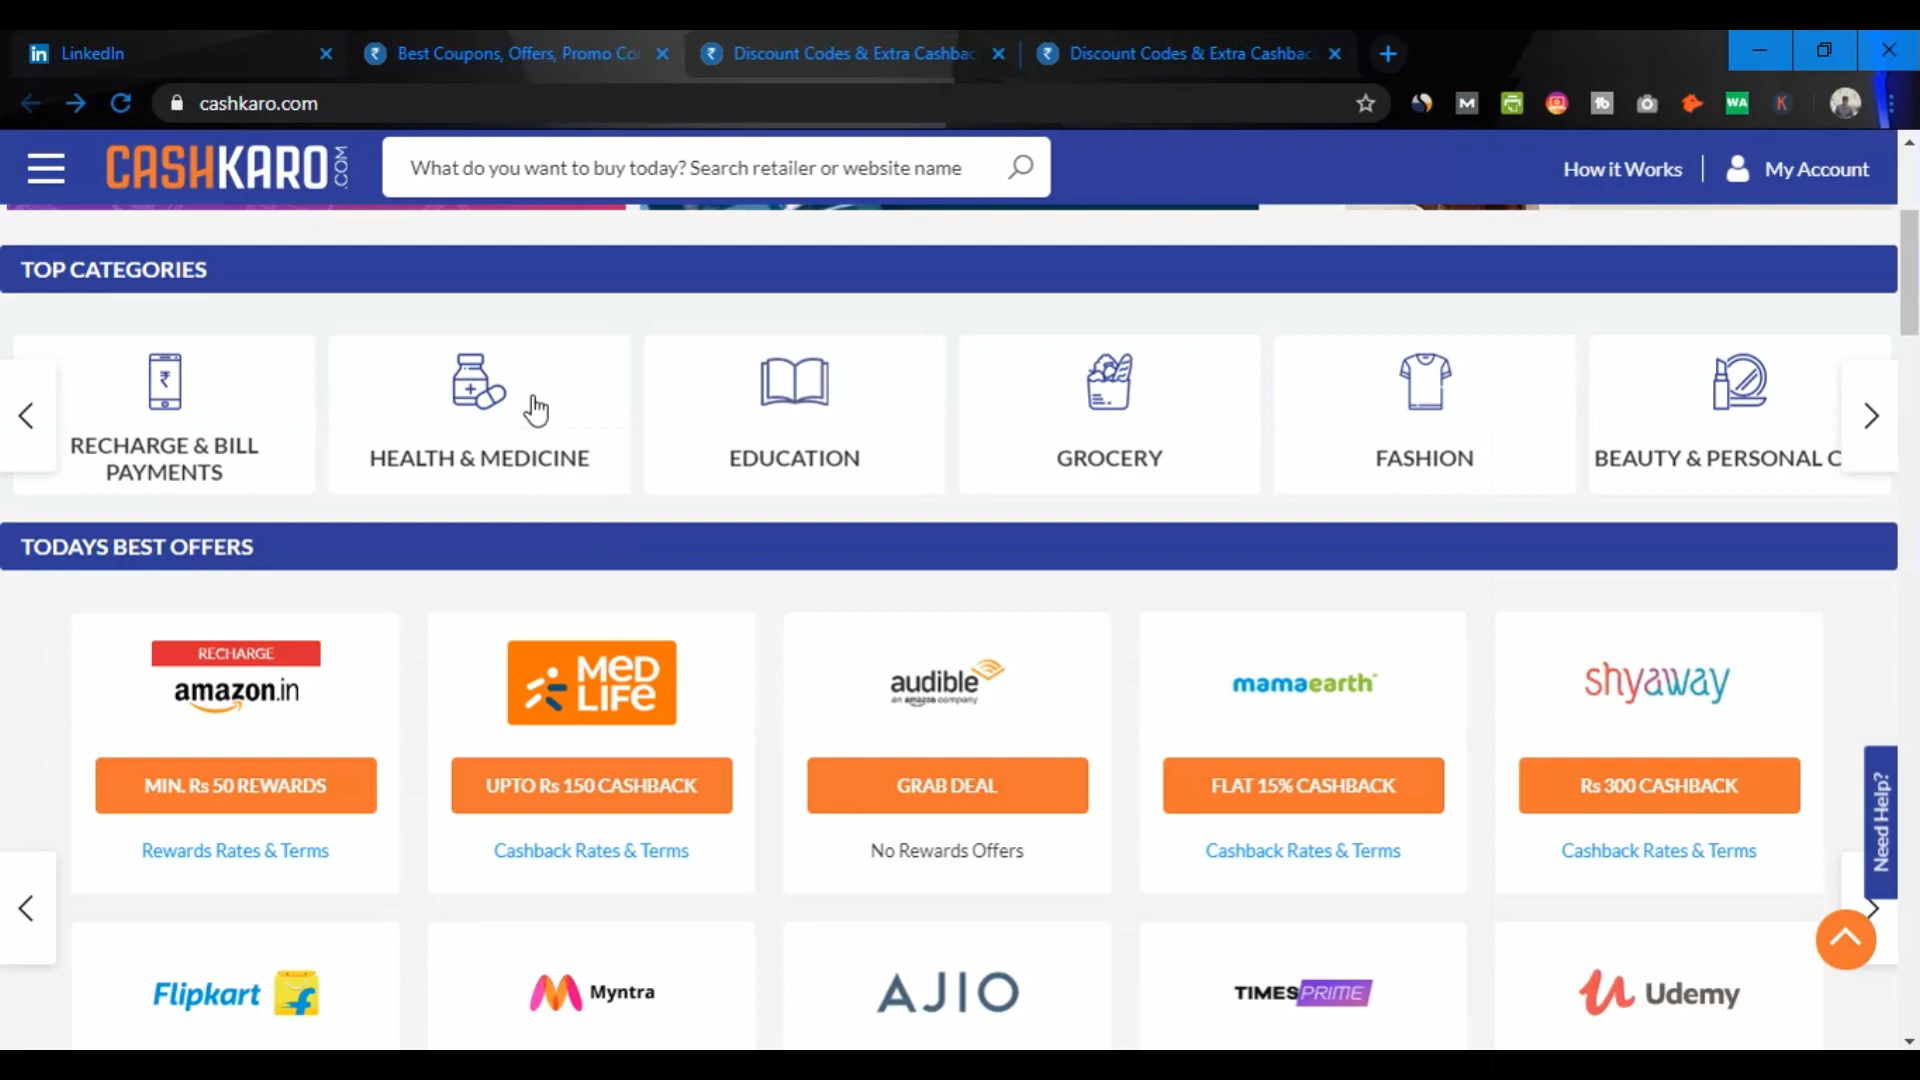 LinkedIn
Best Coupons, Offers, Promo Co
Discount Codes & Extra Cashbac
Discount Codes & Extra Cashbac
cashkaro.com
CASHKARO.COM
What do you want to buy today? Search retailer or website name
How it Works
My Account
TOP CATEGORIES
RECHARGE & BILL
PAYMENTS
HEALTH & MEDICINE
EDUCATION
GROCERY
FASHION
BEAUTY & PERSONAL C
TODAYS BEST OFFERS
RECHARGE
amazon.in
MED
LIFE
audible
an amazon company
mamaearth
shyaway
MIN. Rs 50 REWARDS
UPTO Rs 150 CASHBACK
GRAB DEAL
FLAT 15% CASHBACK
Rs 300 CASHBACK
Rewards Rates & Terms
Cashback Rates & Terms
No Rewards Offers
Cashback Rates & Terms
Cashback Rates & Terms
Need Help?
Flipkart
Myntra
AJIO
TIMES PRIME
Udemy